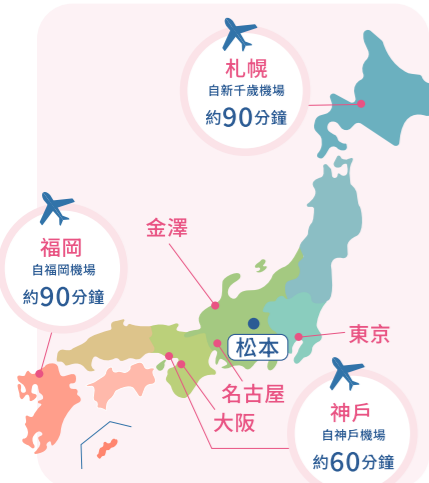 札幌
自新千歲機場
約90分鐘
福岡
自福岡機場
約90分鐘
金澤
松本
東京
名古屋
大阪
神戶
自神戶機場
約60分鐘